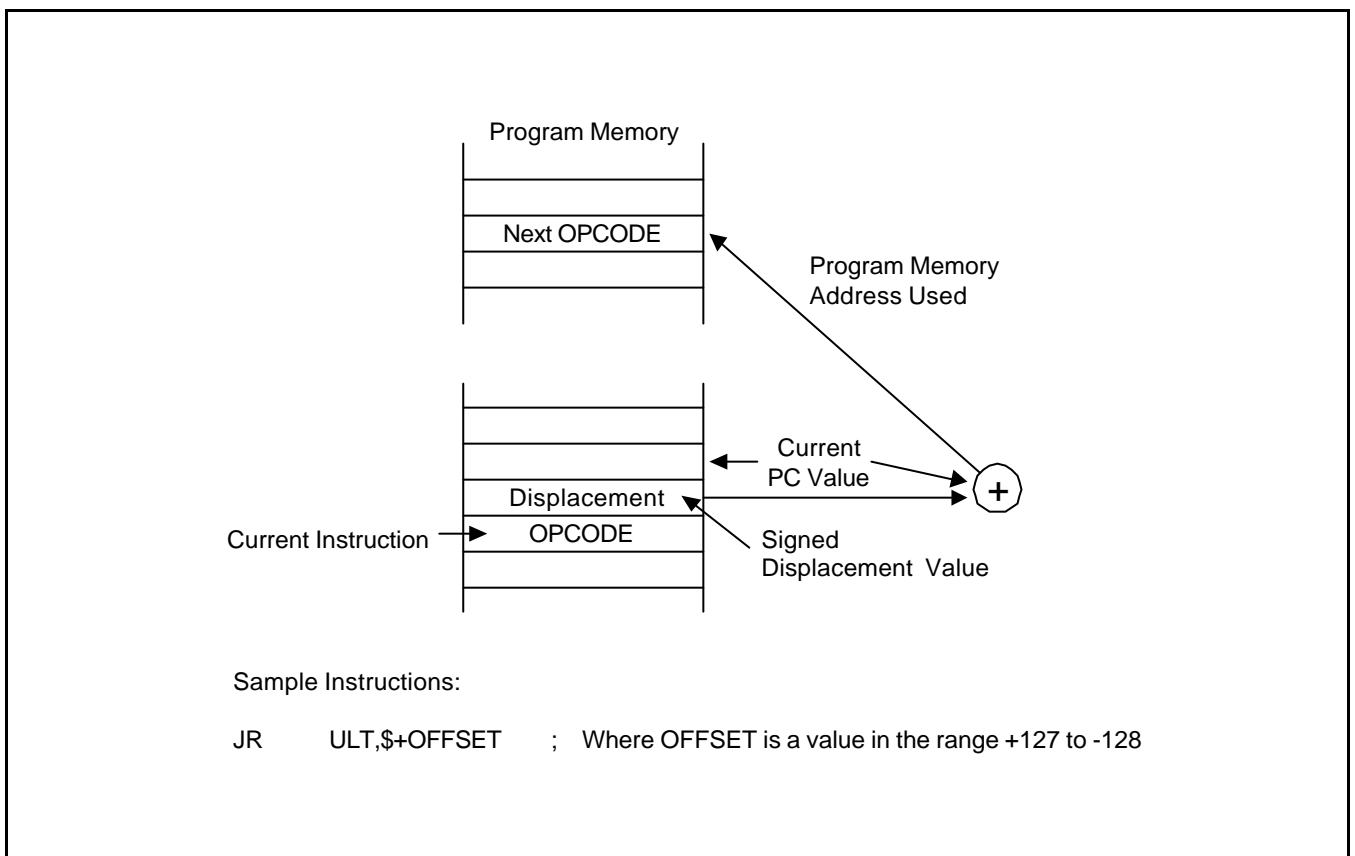 Program Memory
Next OPCODE
Program Memory
Address Used
Current
PC Value
+
Displacement
Current Instruction
OPCODE
Signed
Displacement Value
Sample Instructions:
JR ULT,$+OFFSET ; Where OFFSET is a value in the range +127 to -128